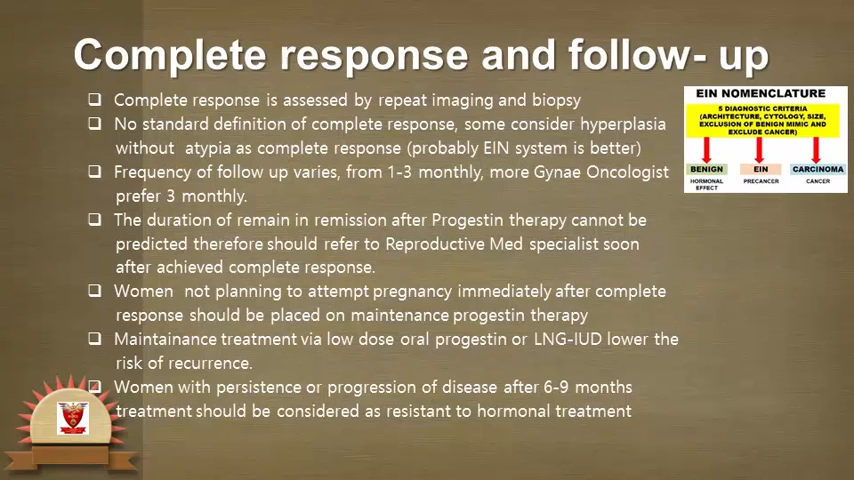 Complete response and follow- up
❑ Complete response is assessed by repeat imaging and biopsy
❑ No standard definition of complete response, some consider hyperplasia
without atypia as complete response (probably EIN system is better)
❑ Frequency of follow up varies, from 1-3 monthly, more Gynae Oncologist
prefer 3 monthly.
❑ The duration of remain in remission after Progestin therapy cannot be
predicted therefore should refer to Reproductive Med specialist soon
after achieved complete response.
❑ Women not planning to attempt pregnancy immediately after complete
response should be placed on maintenance progestin therapy
❑ Maintainance treatment via low dose oral progestin or LNG-IUD lower the
risk of recurrence.
❑ Women with persistence or progression of disease after 6-9 months
treatment should be considered as resistant to hormonal treatment
EIN NOMENCLATURE
5 DIAGNOSTIC CRITERIA
(ARCHITECTURE, CYTOLOGY, SIZE,
EXCLUSION OF BENIGN MIMIC AND
EXCLUDE CANCER)
BENIGN EIN CARCINOMA
HORMONAL EFFECT PRECANCER CANCER